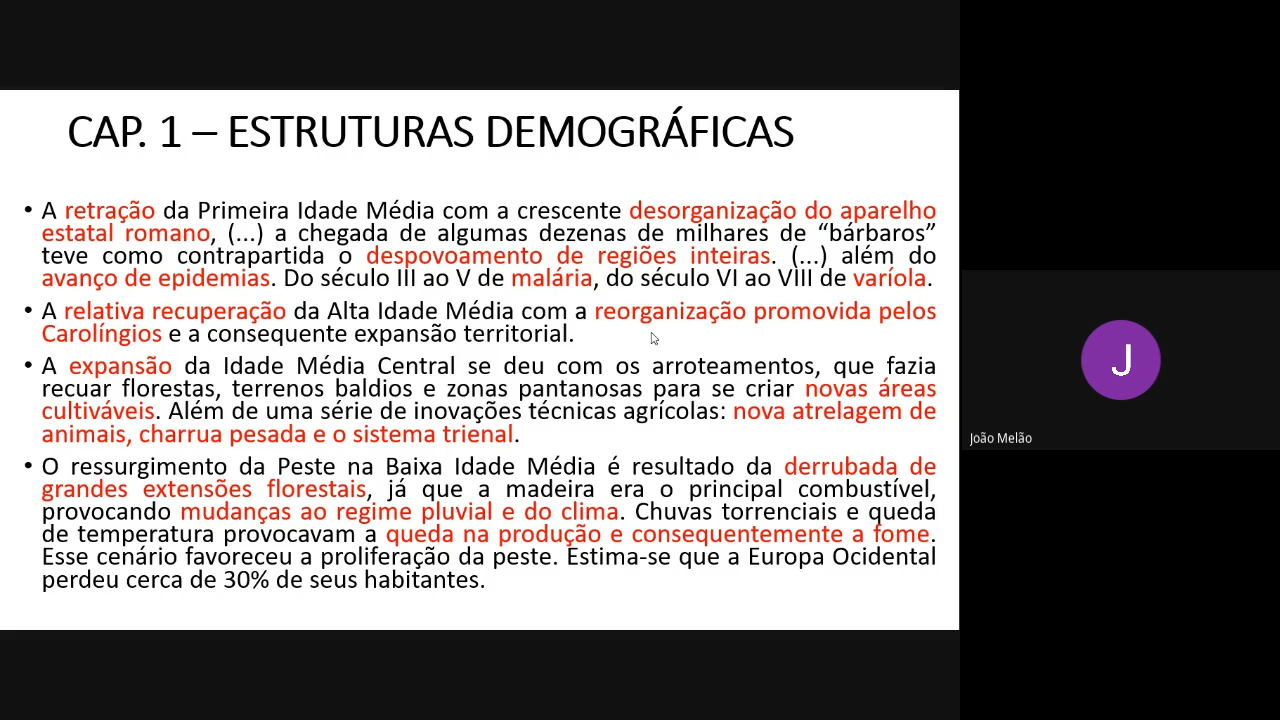 CAP. 1 – ESTRUTURAS DEMOGRÁFICAS
• A retração da Primeira Idade Média com a crescente desorganização do aparelho
estatal romano, (...) a chegada de algumas dezenas de milhares de “bárbaros”
teve como contrapartida o despovoamento de regiões inteiras. (...) além do
avanço de epidemias. Do século III ao V de malária, do século VI ao VIII de varíola.
• A relativa recuperação da Alta Idade Média com a reorganização promovida pelos
Carolíngios e a consequente expansão territorial.
• A expansão da Idade Média Central se deu com os arroteamentos, que fazia
recuar florestas, terrenos baldios e zonas pantanosas para se criar novas áreas
cultiváveis. Além de uma série de inovações técnicas agrícolas: nova atrelagem de
animais, charrua pesada e o sistema trienal.
• O ressurgimento da Peste na Baixa Idade Média é resultado da derrubada de
grandes extensões florestais, já que a madeira era o principal combustível,
provocando mudanças ao regime pluvial e do clima. Chuvas torrenciais e queda
de temperatura provocavam a queda na produção e consequentemente a fome.
Esse cenário favoreceu a proliferação da peste. Estima-se que a Europa Ocidental
perdeu cerca de 30% de seus habitantes.
J
João Melão